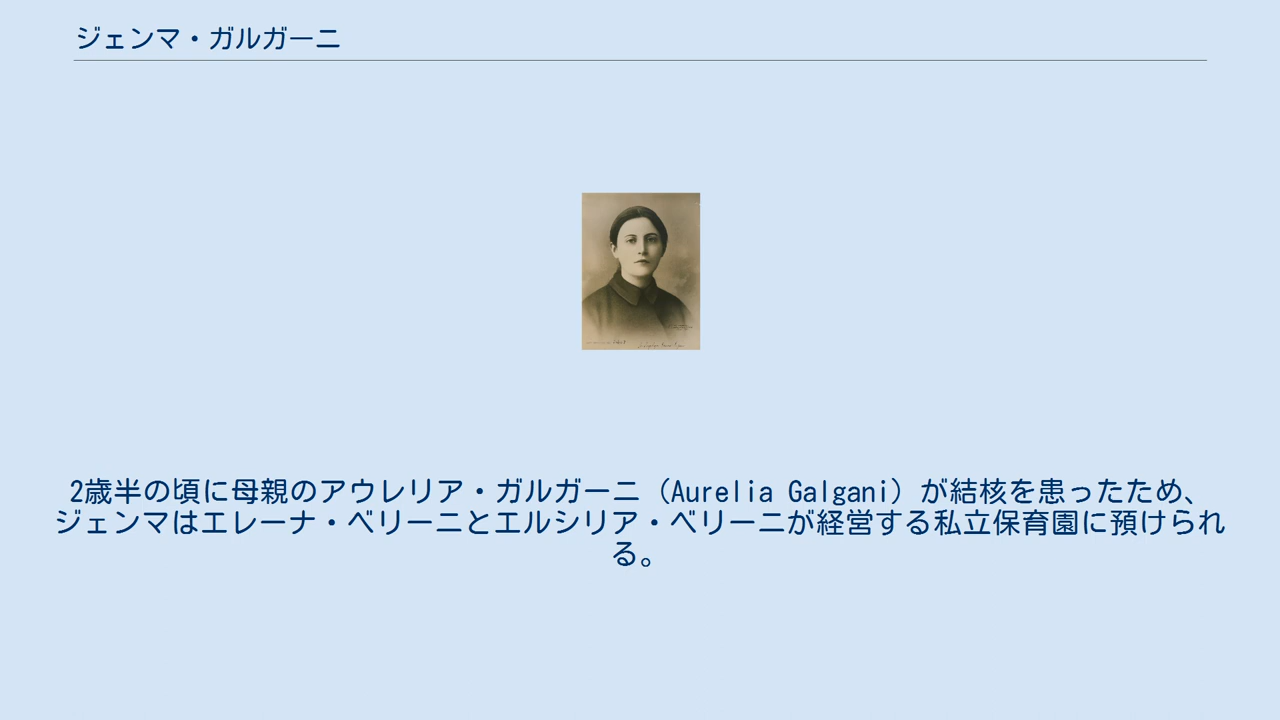 ジェンマ・ガルガーニ
2歳半の頃に母親のアウレリア・ガルガーニ（Aurelia Galgani）が結核を患ったため、
ジェンマはエレーナ・ベリーニとエルシリア・ベリーニが経営する私立保育園に預けられ
る。